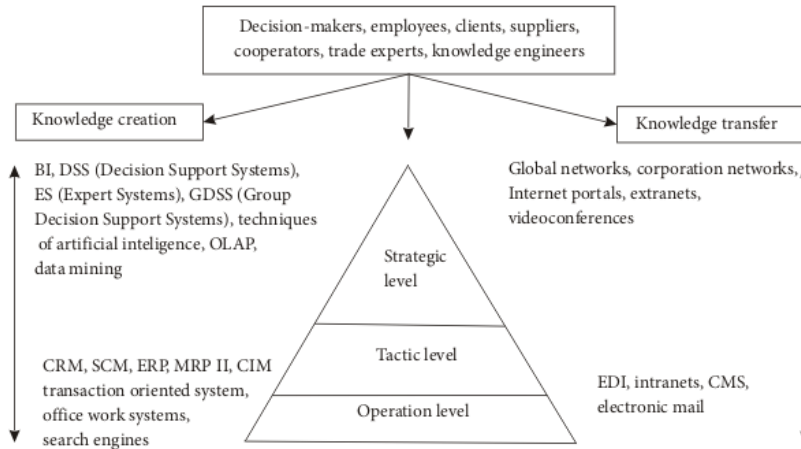 Decision-makers, employees, clients, suppliers,
cooperators, trade experts, knowledge engineers
Knowledge creation
Knowledge transfer
BI, DSS (Decision Support Systems),
ES (Expert Systems), GDSS (Group
Decision Support Systems), techniques
of artificial inteligence, OLAP,
data mining
Global networks, corporation networks,
Internet portals, extranets,
videoconferences
Strategic
level
CRM, SCM, ERP, MRP II, CIM
transaction oriented system,
office work systems,
search engines
Tactic level
Operation level
EDI, intranets, CMS,
electronic mail